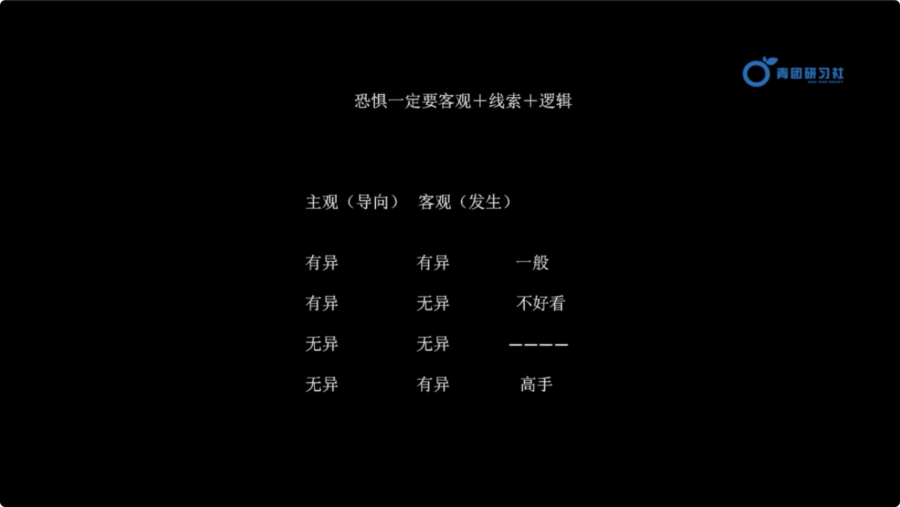 青团研习社
恐惧一定要客观＋线索＋逻辑
主观（导向） 客观（发生）
有异 有异 一般
有异 无异 不好看
无异 无异 ————
无异 有异 高手